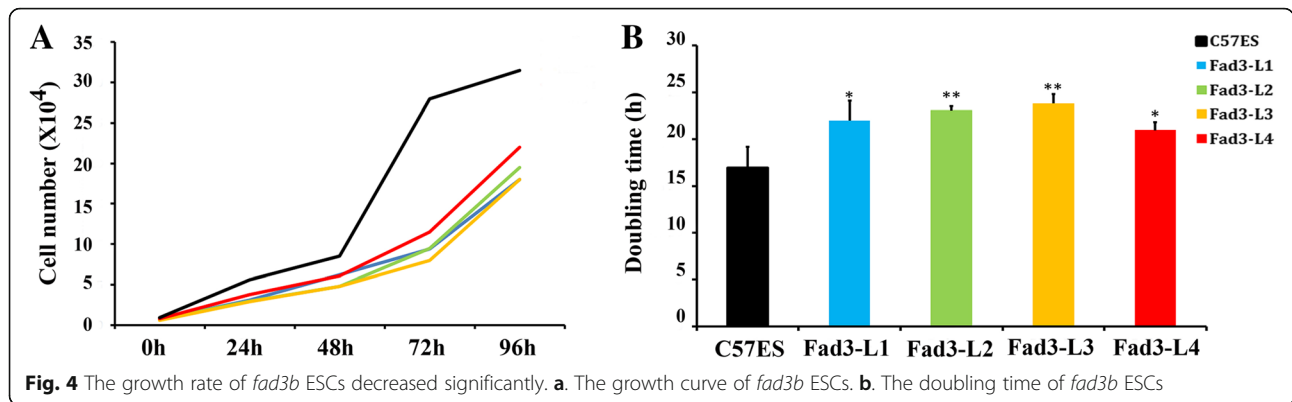 A
B
35
30
25
20
15
10
5
0
Cell number (X10⁴)
0h 24h 48h 72h 96h
30
25
20
15
10
5
0
Doubling time (h)
* ** ** *
C57ES Fad3-L1 Fad3-L2 Fad3-L3 Fad3-L4
C57ES
Fad3-L1
Fad3-L2
Fad3-L3
Fad3-L4
Fig. 4 The growth rate of fad3b ESCs decreased significantly. a. The growth curve of fad3b ESCs. b. The doubling time of fad3b ESCs